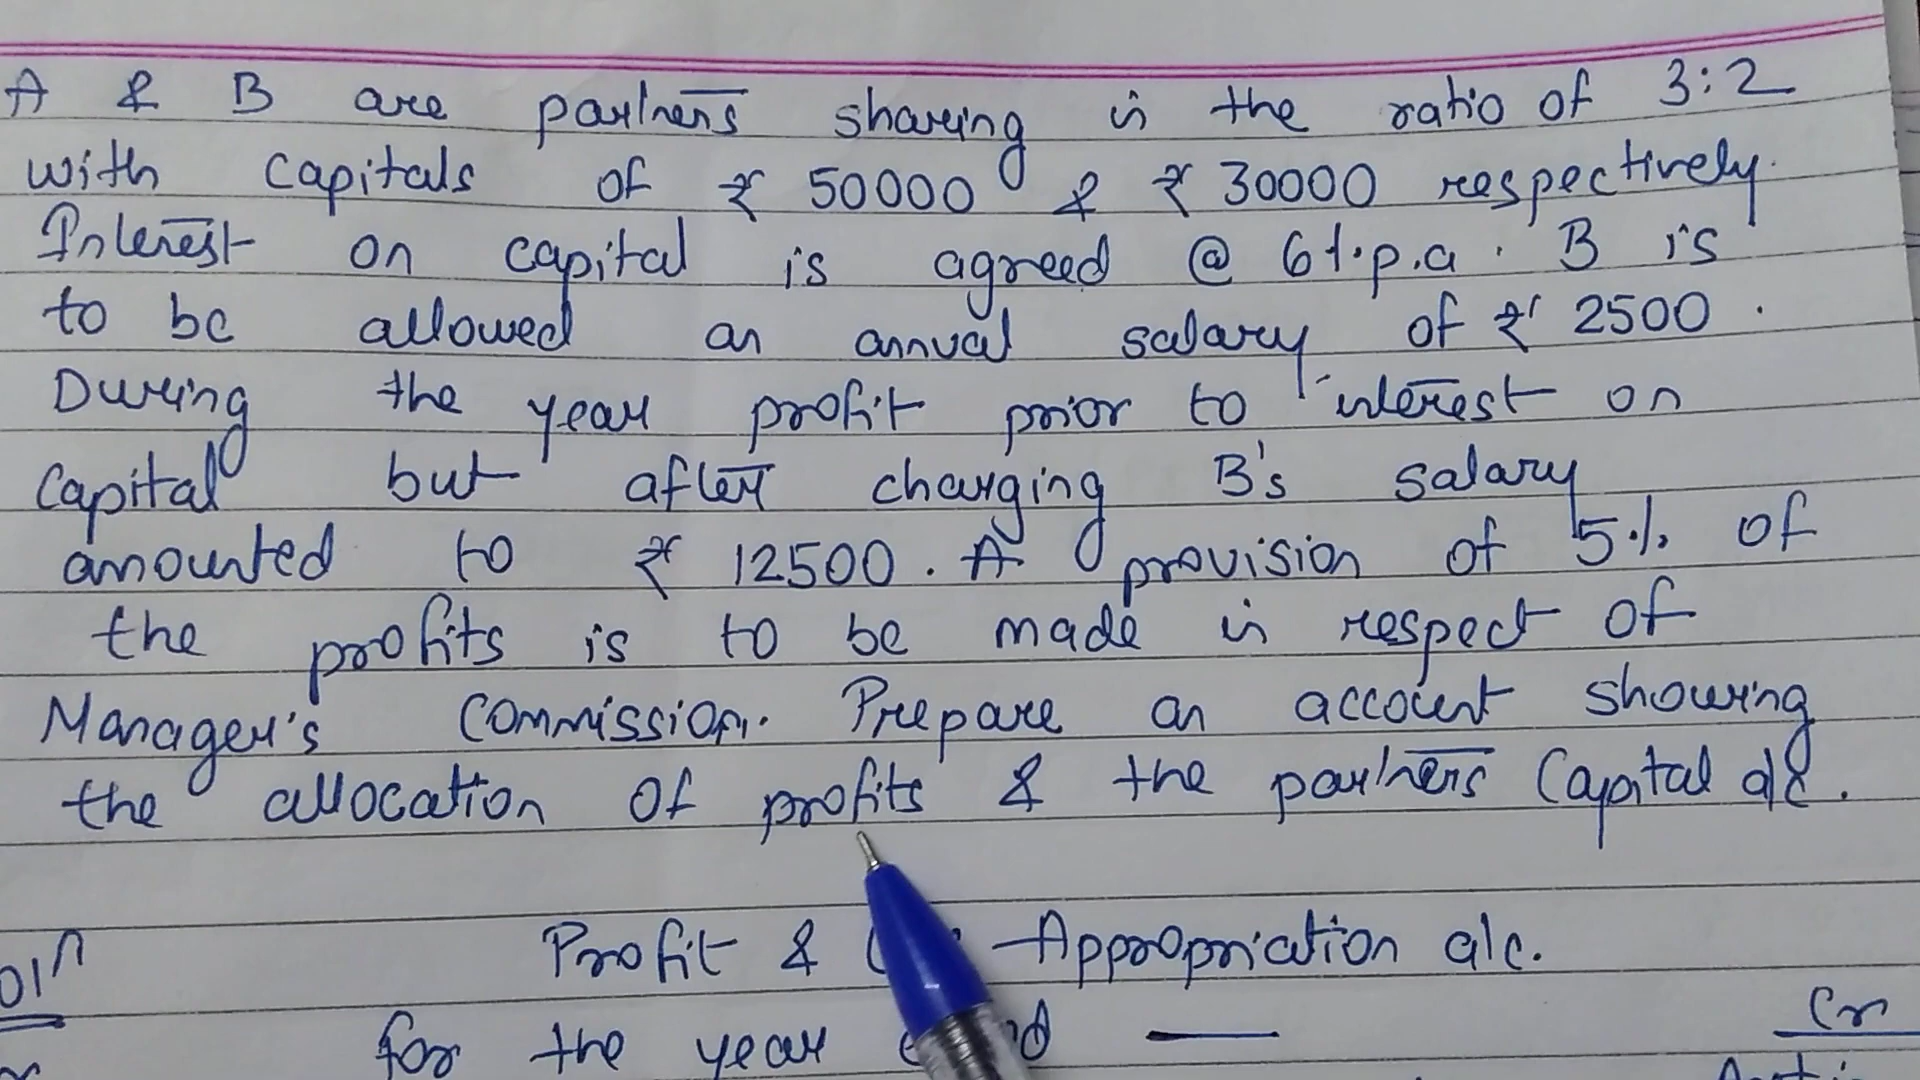 A & B are partners sharing in the ratio of 3:2
with capitals of ₹ 50000 & ₹ 30000 respectively.
Interest on capital is agreed @ 6%.p.a. B is
to be allowed an annual salary of ₹ 2500.
During the year profit prior to interest on
capital but after charging B's salary
amounted to ₹ 12500. A provision of 5% of
the profits is to be made in respect of
Manager's Commission. Prepare an account showing
the allocation of profits & the partners Capital a/c.
Soln Profit & Appropriation a/c.
for the year
Cr